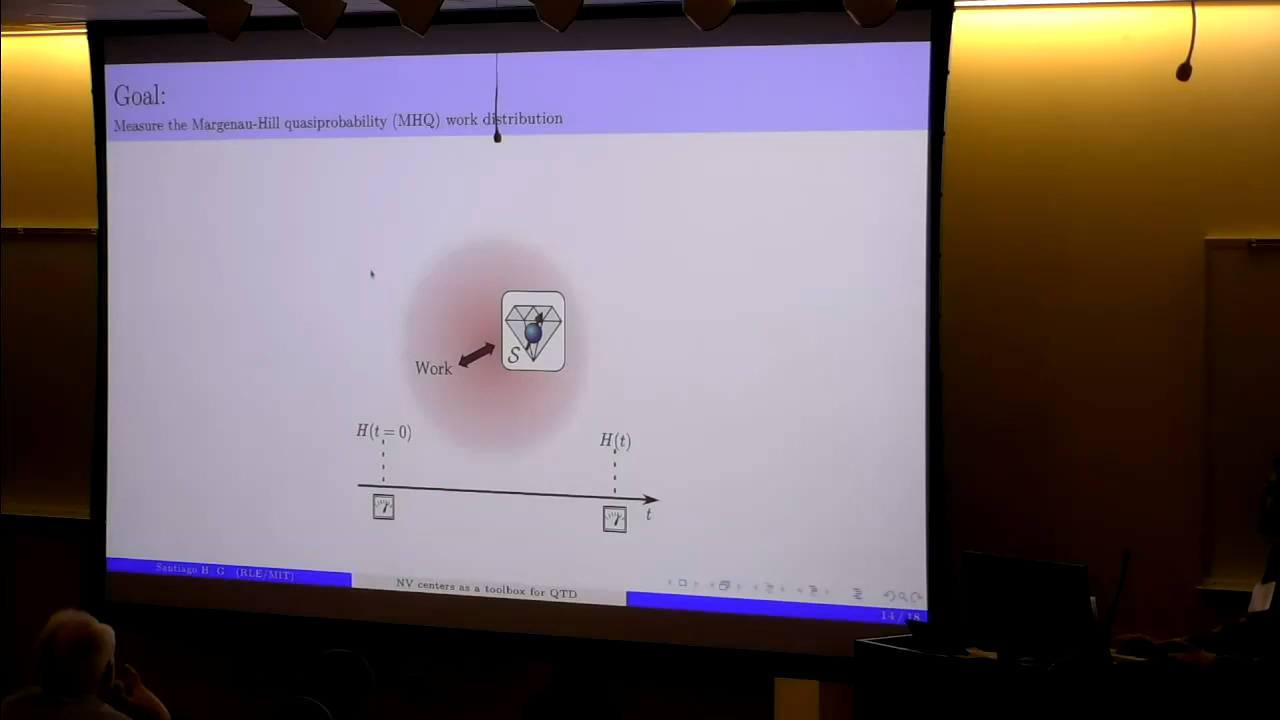 Goal:
Measure the Margenau-Hill quasiprobability (MHQ) work distribution
S
Work
H(t = 0)
H(t)
t
Santiago H. G. (RLE/MIT)
NV centers as a toolbox for QTD
14 / 18